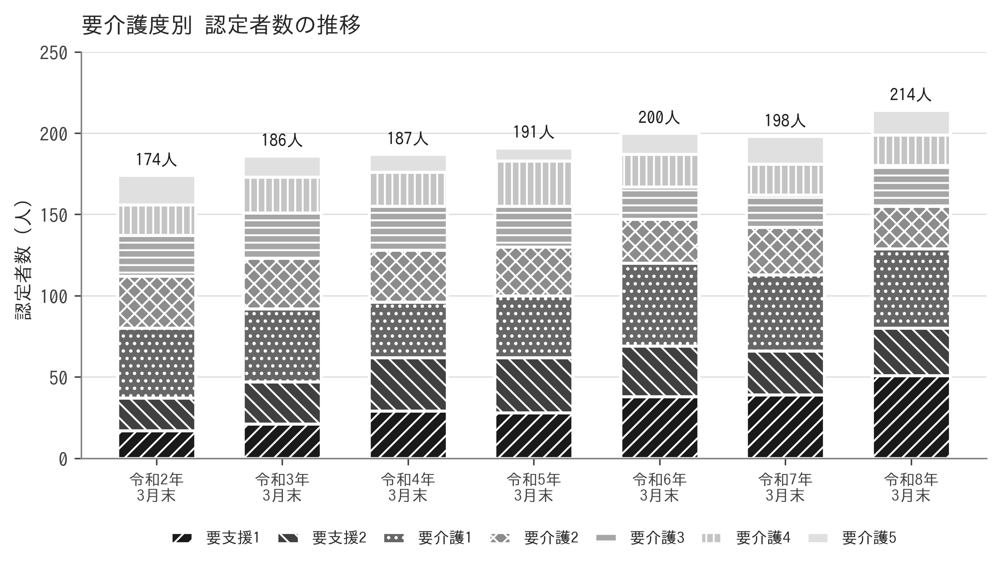 要介護度別 認定者数の推移
認定者数（人）
250
200
150
100
50
0
174人
186人
187人
191人
200人
198人
214人
令和2年
3月末
令和3年
3月末
令和4年
3月末
令和5年
3月末
令和6年
3月末
令和7年
3月末
令和8年
3月末
要支援1
要支援2
要介護1
要介護2
要介護3
要介護4
要介護5